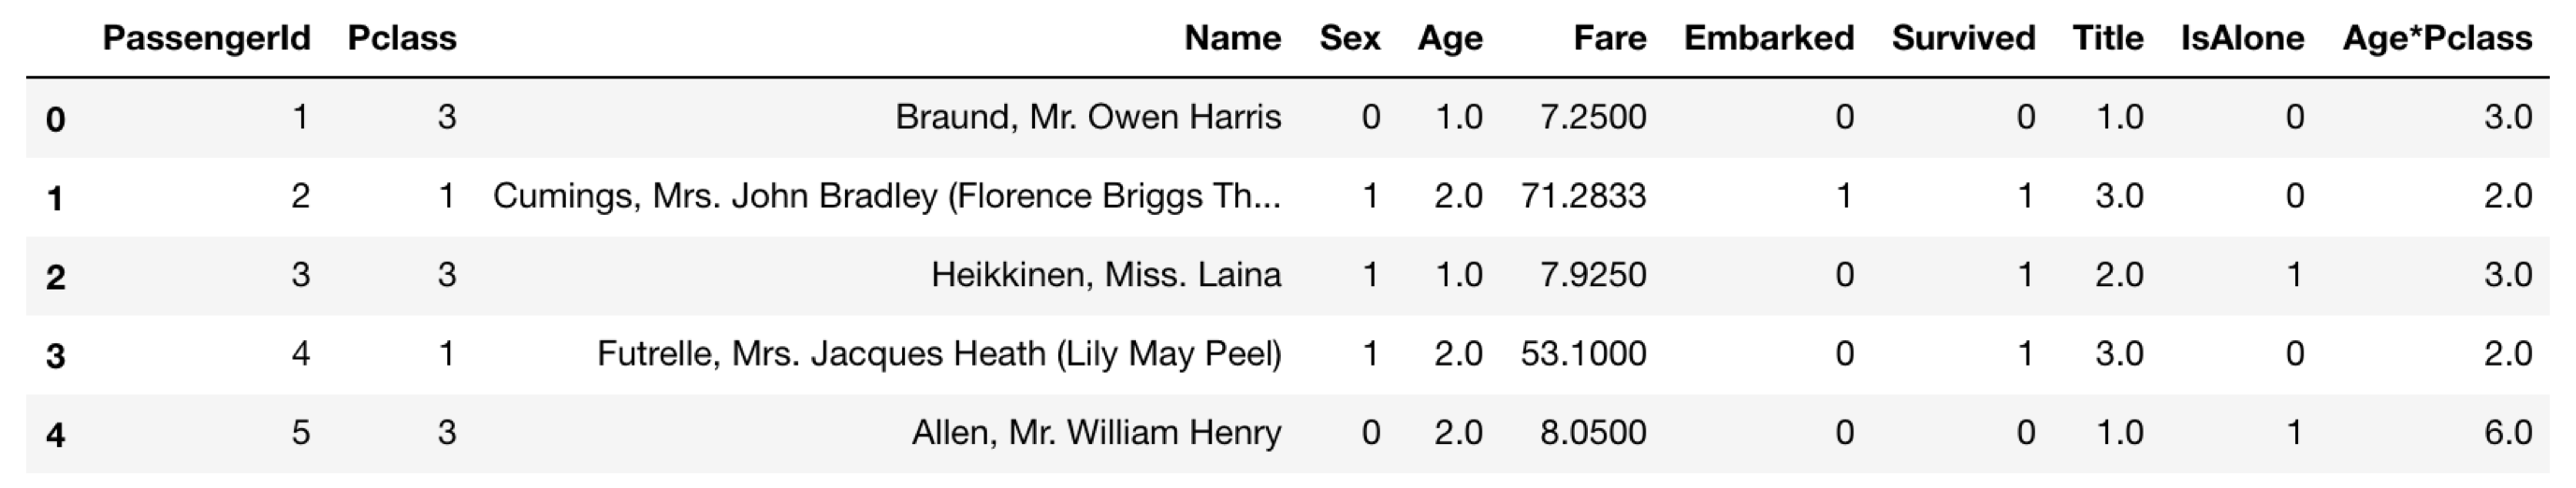 PassengerId Pclass Name Sex Age Fare Embarked Survived Title IsAlone Age*Pclass
0 1 3 Braund, Mr. Owen Harris 0 1.0 7.2500 0 0 1.0 0 3.0
1 2 1 Cumings, Mrs. John Bradley (Florence Briggs Th... 1 2.0 71.2833 1 1 3.0 0 2.0
2 3 3 Heikkinen, Miss. Laina 1 1.0 7.9250 0 1 2.0 1 3.0
3 4 1 Futrelle, Mrs. Jacques Heath (Lily May Peel) 1 2.0 53.1000 0 1 3.0 0 2.0
4 5 3 Allen, Mr. William Henry 0 2.0 8.0500 0 0 1.0 1 6.0